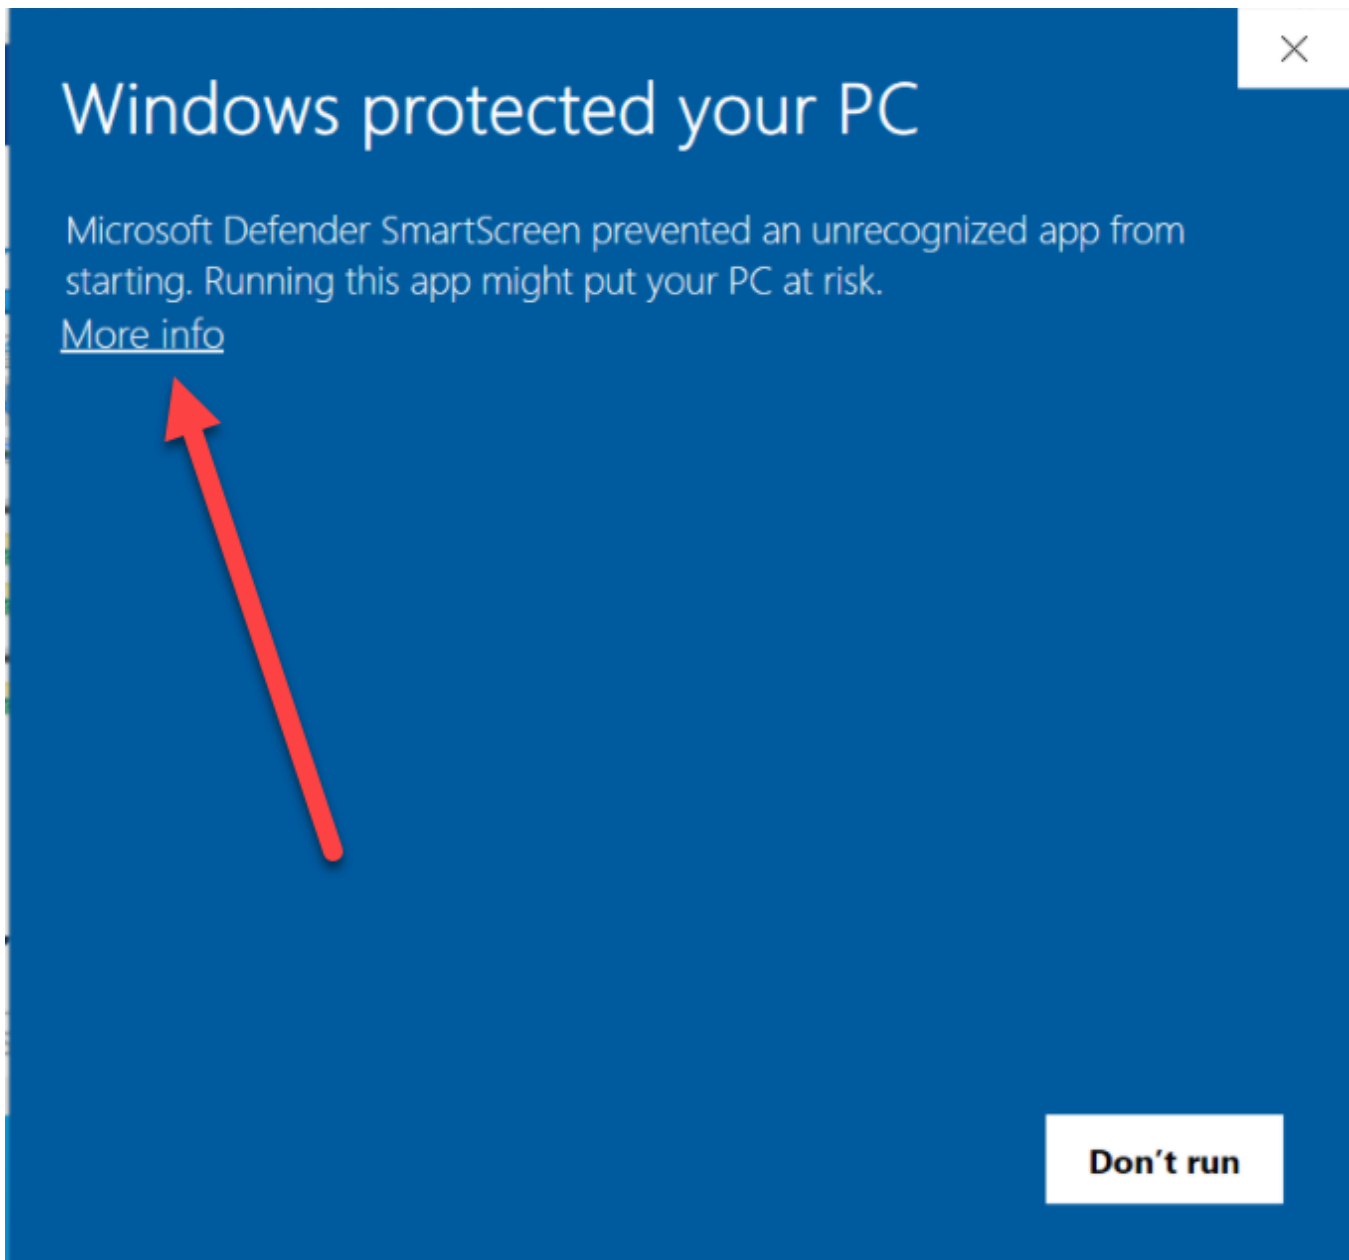 Windows protected your PC
Microsoft Defender SmartScreen prevented an unrecognized app from
starting. Running this app might put your PC at risk.
More info
Don’t run